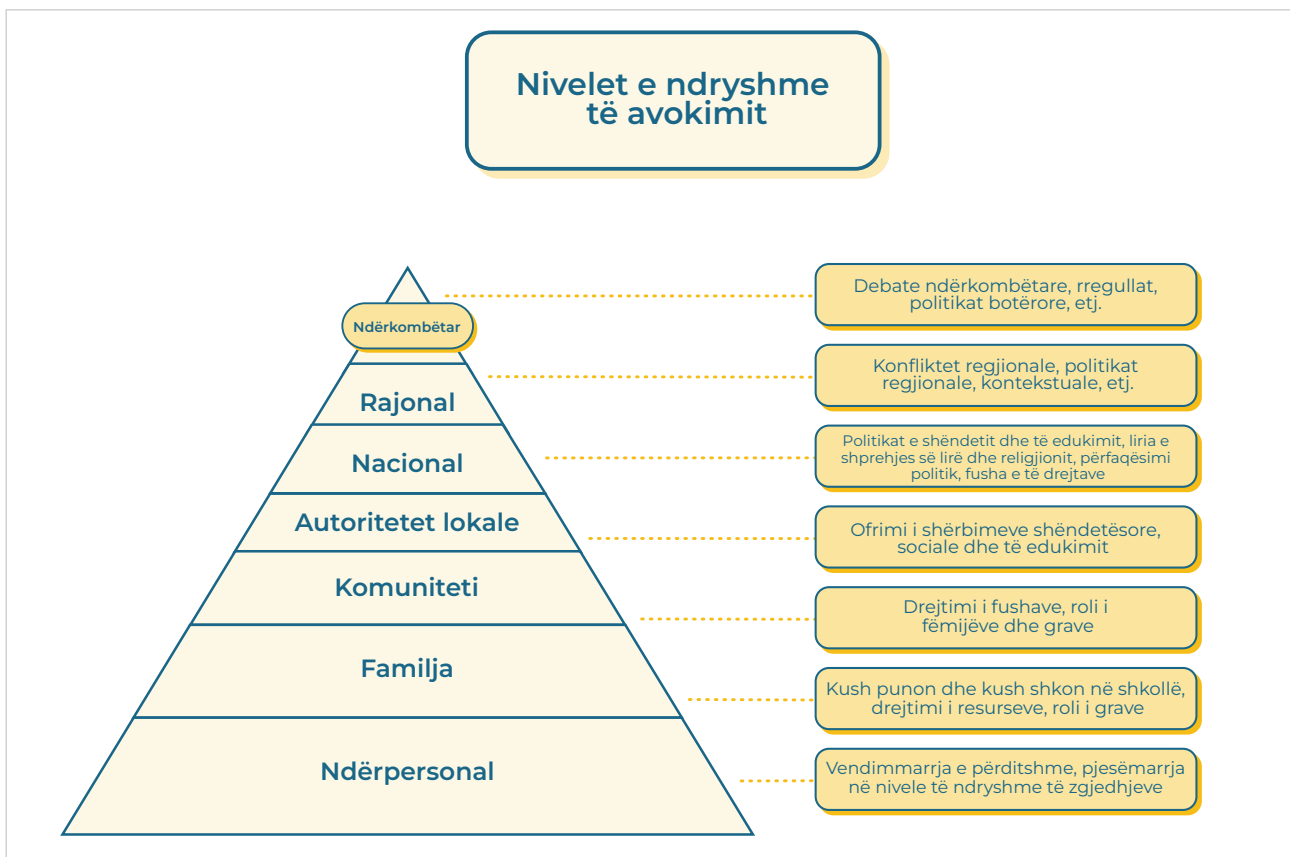 Nivelet e ndryshme
të avokimit
Ndërkombëtar
Debate ndërkombëtare, rregullat,
politikat botërore, etj.
Rajonal
Konfliktet regjionale, politikat
regjionale, kontekstuale, etj.
Nacional
Politikat e shëndetit dhe të edukimit, liria e
shprehjes së lirë dhe religjionit, përfaqësimi
politik, fusha e të drejtave
Autoritetet lokale
Ofrimi i shërbimeve shëndetësore,
sociale dhe të edukimit
Komuniteti
Drejtimi i fushave, roli i
fëmijëve dhe grave
Familja
Kush punon dhe kush shkon në shkollë,
drejtimi i resurseve, roli i grave
Ndërpersonal
Vendimmarrja e përditshme, pjesëmarrja
në nivele të ndryshme të zgjedhjeve